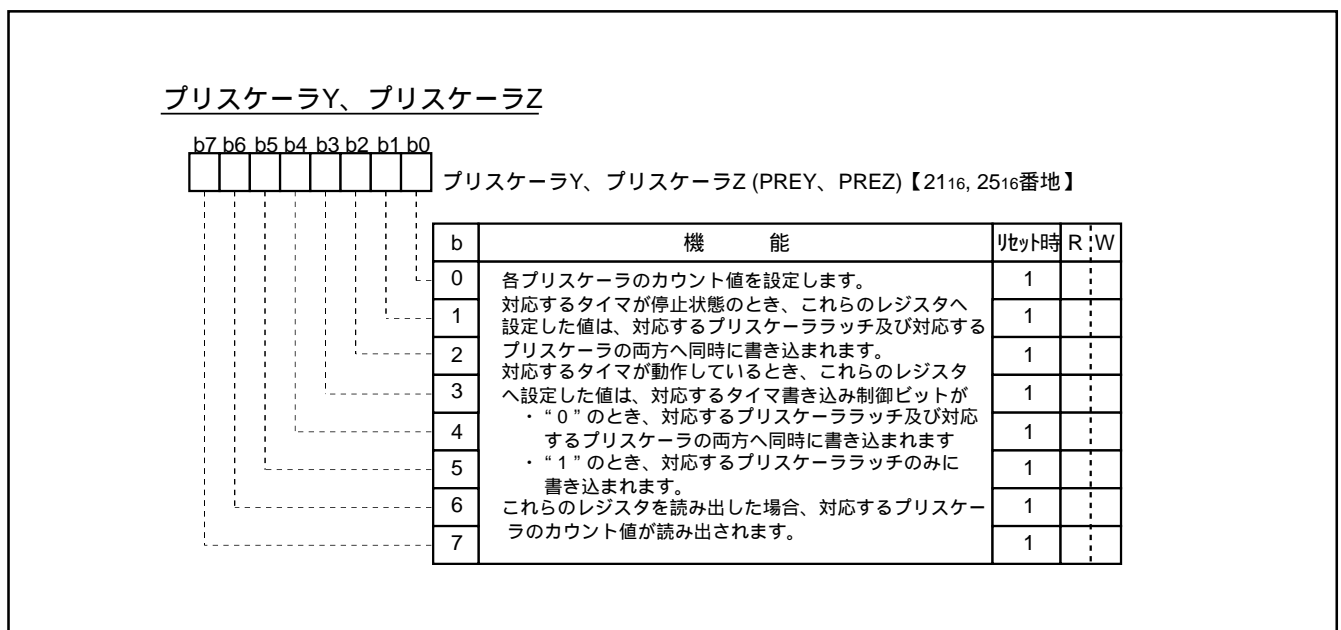 プリスケーラY、プリスケーラZ
b7 b6 b5 b4 b3 b2 b1 b0
プリスケーラY、プリスケーラZ (PREY、PREZ)【2116, 2516番地】
b 機 能 リセット時 R W
0 各プリスケーラのカウント値を設定します。 1
対応するタイマが停止状態のとき、これらのレジスタへ
1 設定した値は、対応するプリスケーララッチ及び対応する 1
2 プリスケーラの両方へ同時に書き込まれます。 1
対応するタイマが動作しているとき、これらのレジスタ
3 へ設定した値は、対応するタイマ書き込み制御ビットが 1
・“0”のとき、対応するプリスケーララッチ及び対応
4 するプリスケーラの両方へ同時に書き込まれます 1
5 ・“1”のとき、対応するプリスケーララッチのみに 1
書き込まれます。
6 これらのレジスタを読み出した場合、対応するプリスケー 1
7 ラのカウント値が読み出されます。 1